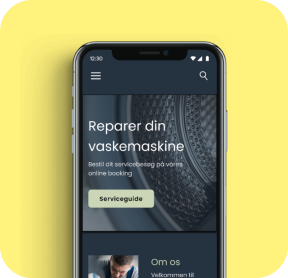 12:30
Reparer din
vaskemaskine
Bestil dit servicebesøg på vores
online booking
Serviceguide
Om os
Velkommen til